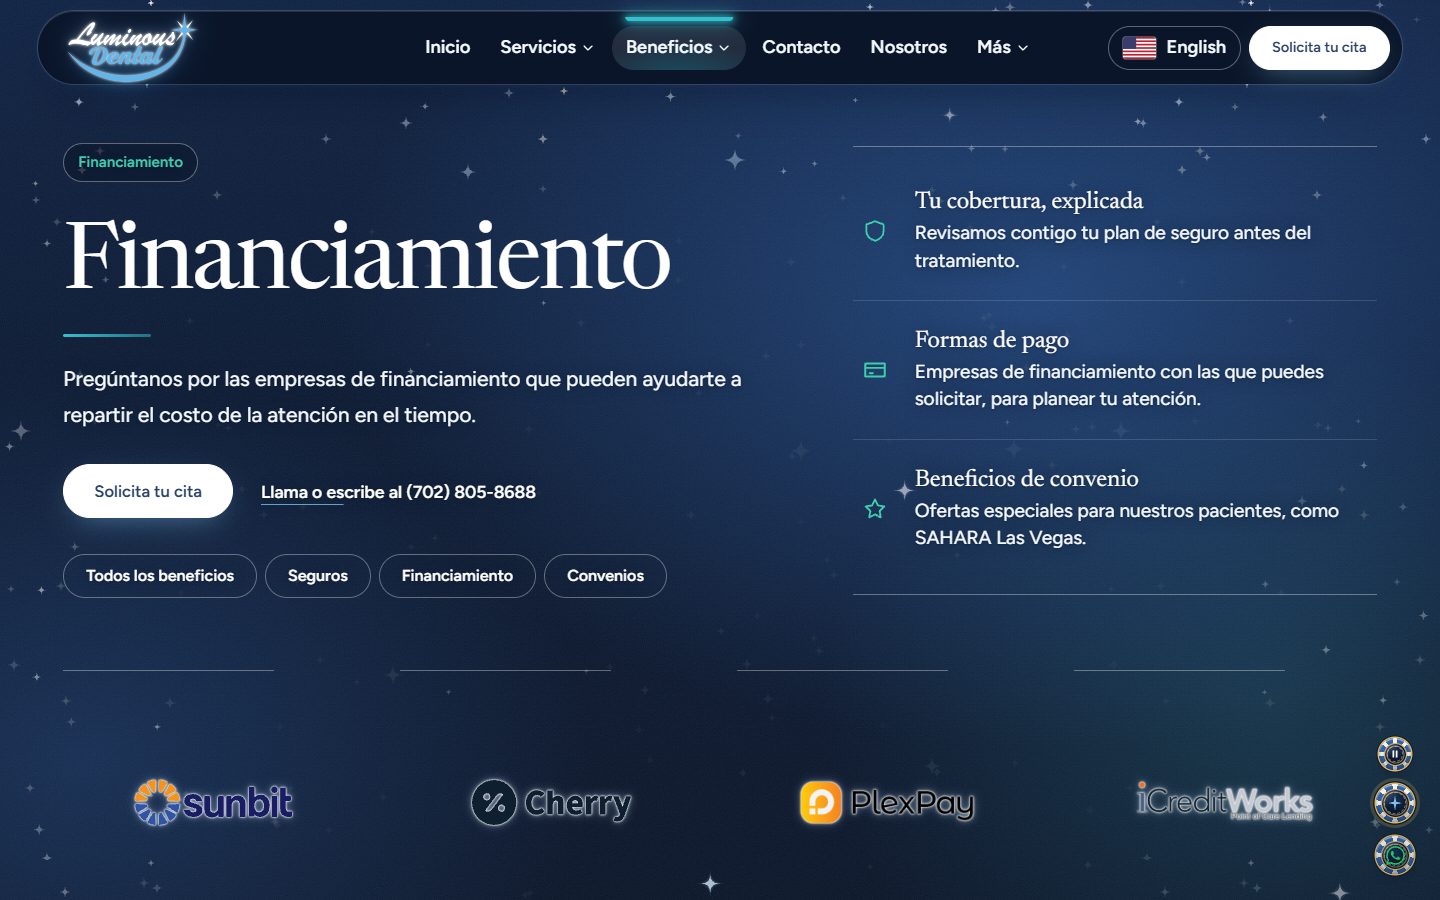 Luminous
Dental
Inicio
Servicios
Beneficios
Contacto
Nosotros
Más
English
Solicita tu cita
Financiamiento
Financiamiento
Pregúntanos por las empresas de financiamiento que pueden ayudarte a
repartir el costo de la atención en el tiempo.
Solicita tu cita
Llama o escribe al (702) 805-8688
Todos los beneficios
Seguros
Financiamiento
Convenios
Tu cobertura, explicada
Revisamos contigo tu plan de seguro antes del
tratamiento.
Formas de pago
Empresas de financiamiento con las que puedes
solicitar, para planear tu atención.
Beneficios de convenio
Ofertas especiales para nuestros pacientes, como
SAHARA Las Vegas.
sunbit
Cherry
PlexPay
iCreditWorks
Point of Care Lending